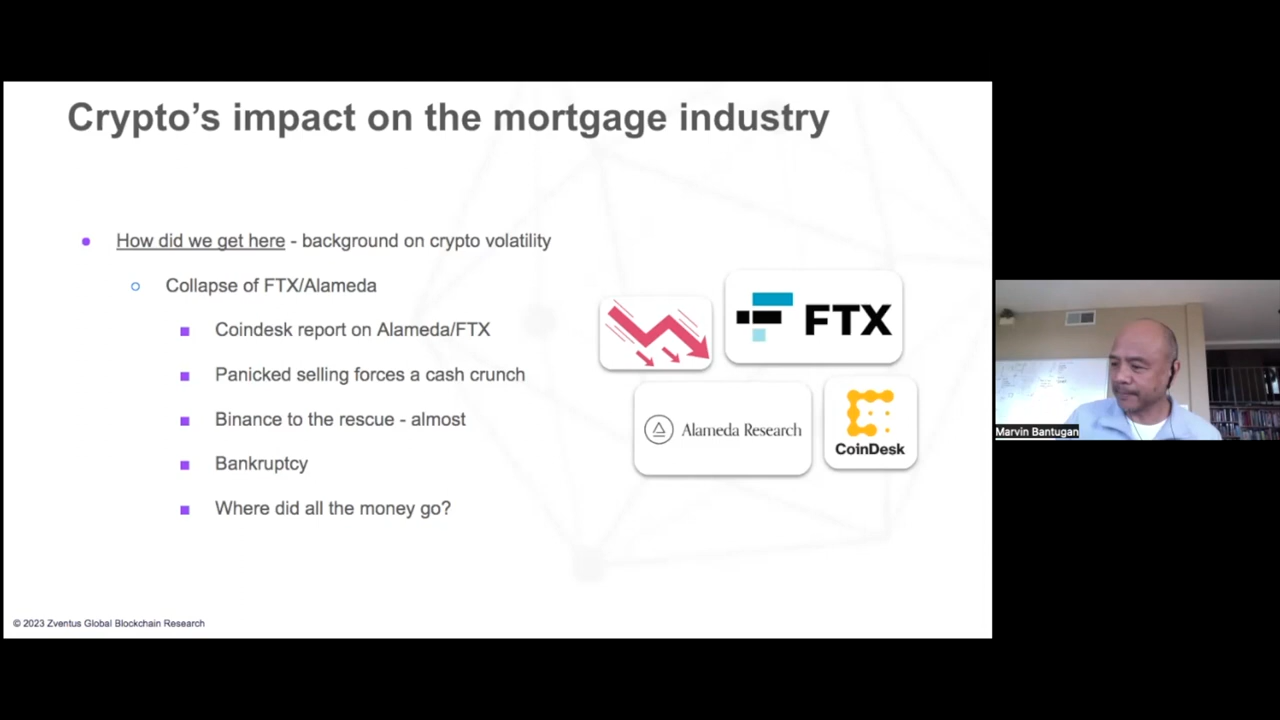 Crypto’s impact on the mortgage industry
How did we get here - background on crypto volatility
Collapse of FTX/Alameda
Coindesk report on Alameda/FTX
Panicked selling forces a cash crunch
Binance to the rescue - almost
Bankruptcy
Where did all the money go?
FTX
Alameda Research
CoinDesk
Marvin Bantugan
© 2023 Zventus Global Blockchain Research